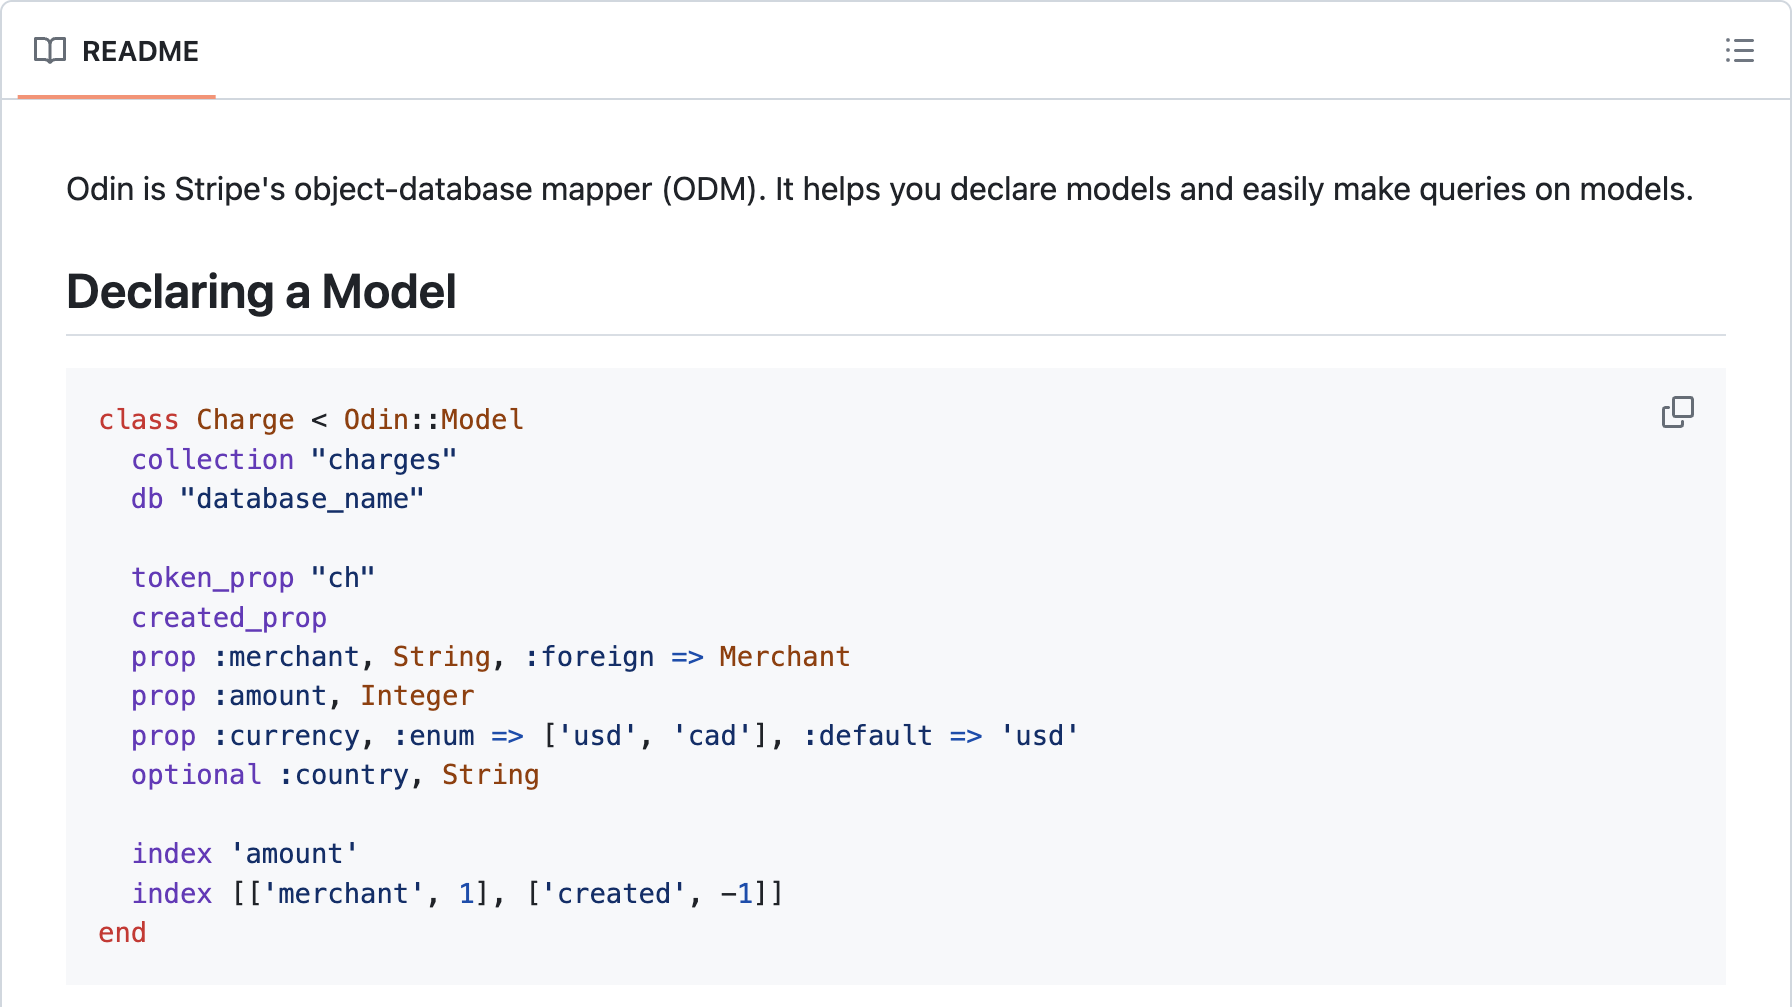 README
Odin is Stripe's object-database mapper (ODM). It helps you declare models and easily make queries on models.
Declaring a Model
class Charge < Odin::Model
  collection "charges"
  db "database_name"

  token_prop "ch"
  created_prop
  prop :merchant, String, :foreign => Merchant
  prop :amount, Integer
  prop :currency, :enum => ['usd', 'cad'], :default => 'usd'
  optional :country, String

  index 'amount'
  index [['merchant', 1], ['created', -1]]
end